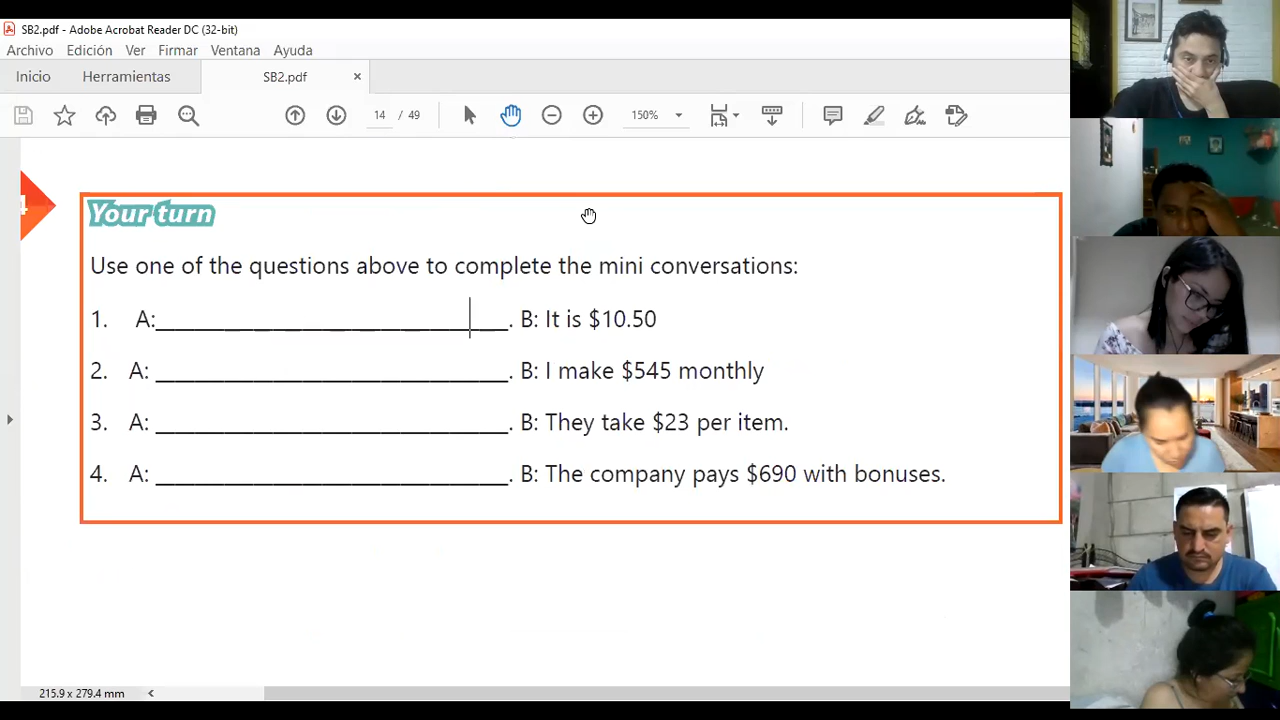 SB2.pdf - Adobe Acrobat Reader DC (32-bit)
Archivo Edición Ver Firmar Ventana Ayuda
Inicio Herramientas SB2.pdf ×
14 / 49 150%
4
Your turn
Use one of the questions above to complete the mini conversations:
1. A:______________________________. B: It is $10.50
2. A: ______________________________. B: I make $545 monthly
3. A: ______________________________. B: They take $23 per item.
4. A: ______________________________. B: The company pays $690 with bonuses.
215.9 x 279.4 mm